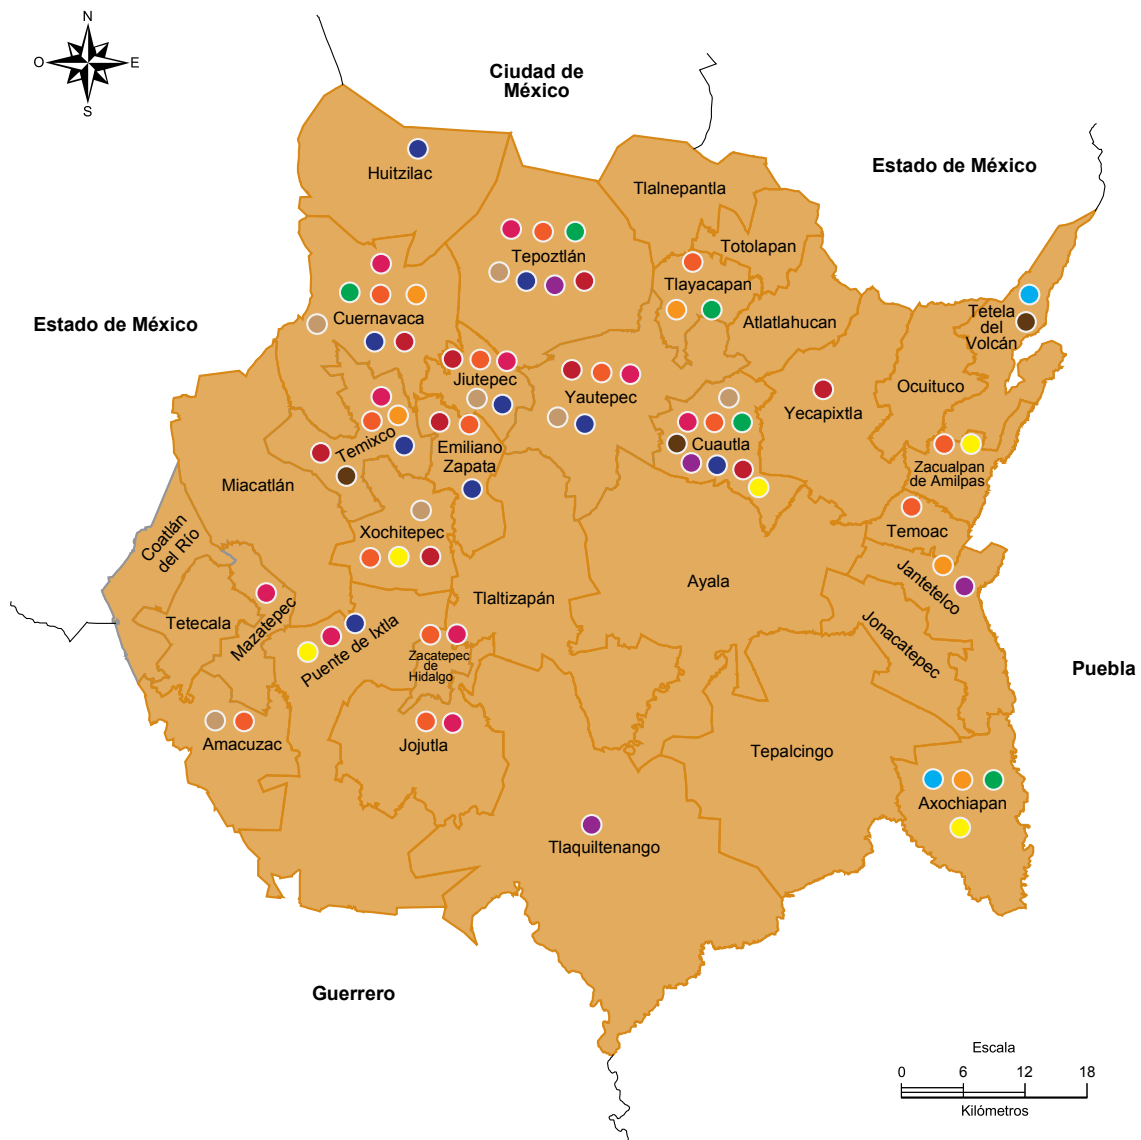 N
O
E
S
Ciudad de
México
Estado de México
Huitzilac
Tlalnepantla
Totolapan
Tepoztlán
Tlayacapan
Atlatlahucan
Tetela
del
Volcán
Estado de México
Cuernavaca
Jiutepec
Yautepec
Ocuituco
Yecapixtla
Temixco
Emiliano
Zapata
Cuautla
Zacualpan
de Amilpas
Miacatlán
Xochitepec
Temoac
Coatlán
del Río
Ayala
Jantetelco
Tlaltizapán
Tetecala
Mazatepec
Puente de Ixtla
Jonacatepec
Zacatepec
de
Hidalgo
Puebla
Amacuzac
Jojutla
Tepalcingo
Axochiapan
Tlaquiltenango
Guerrero
Escala
0 6 12 18
Kilómetros